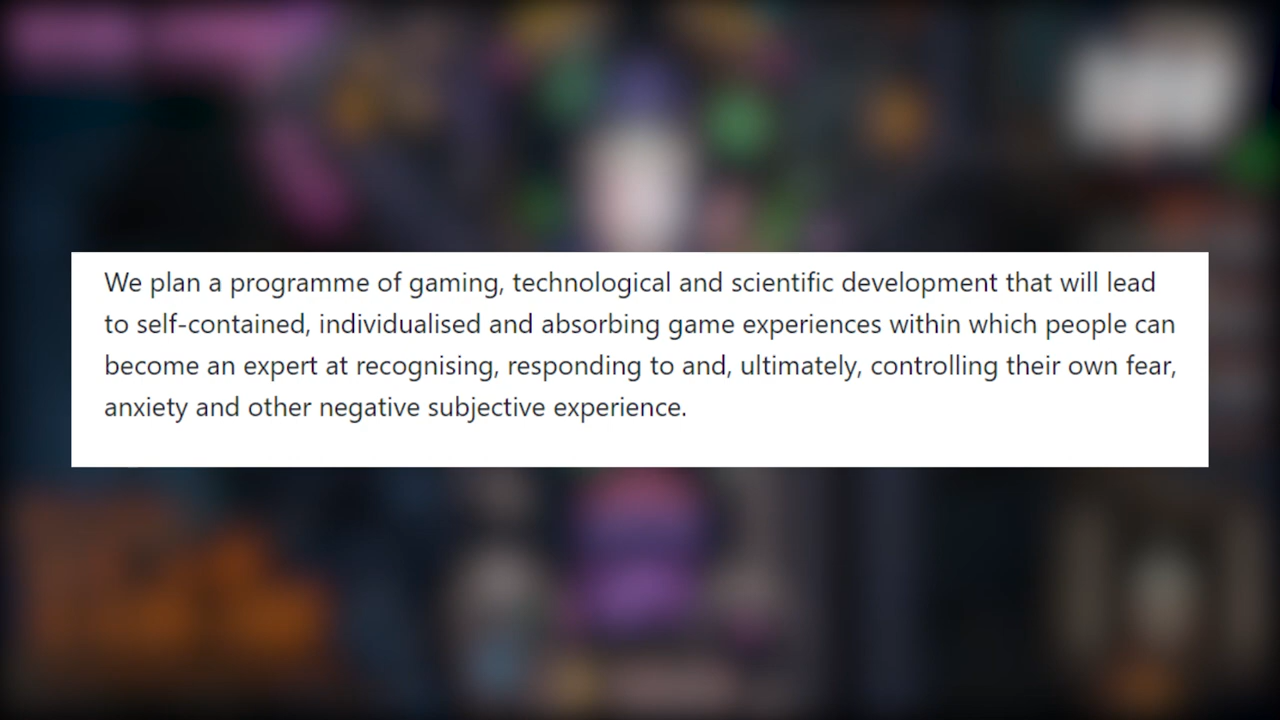 We plan a programme of gaming, technological and scientific development that will lead
to self-contained, individualised and absorbing game experiences within which people can
become an expert at recognising, responding to and, ultimately, controlling their own fear,
anxiety and other negative subjective experience.